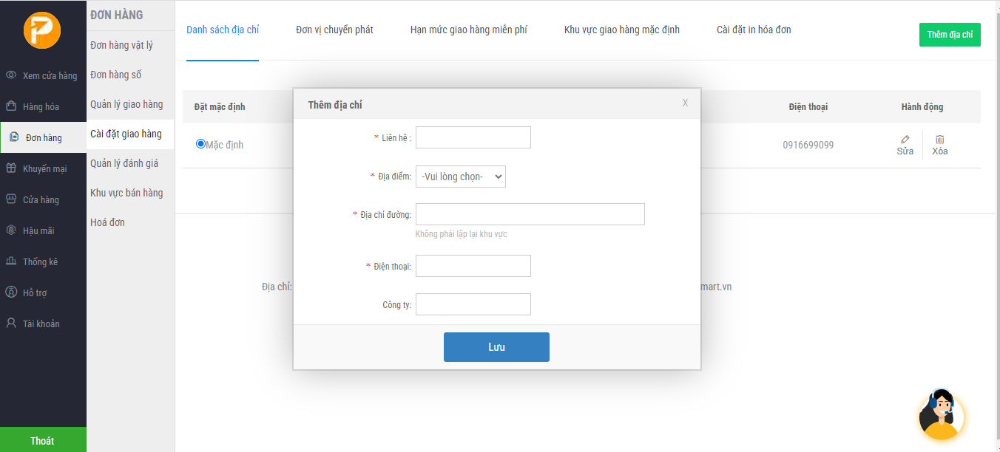 ĐƠN HÀNG
Xem cửa hàng
Hàng hóa
Đơn hàng
Khuyến mại
Cửa hàng
Hậu mãi
Thống kê
Hỗ trợ
Tài khoản
Thoát
Đơn hàng vật lý
Đơn hàng số
Quản lý giao hàng
Cài đặt giao hàng
Quản lý đánh giá
Khu vực bán hàng
Hoá đơn
Danh sách địa chỉ Đơn vị chuyển phát Hạn mức giao hàng miễn phí Khu vực giao hàng mặc định Cài đặt in hóa đơn Thêm địa chỉ
Đặt mặc định Điện thoại Hành động
Mặc định 0916699099 Sửa Xóa
Thêm địa chỉ X
* Liên hệ :
* Địa điểm: -Vui lòng chọn-
* Địa chỉ đường:
Không phải lặp lại khu vực
* Điện thoại:
Công ty:
Lưu
Địa chỉ: mart.vn